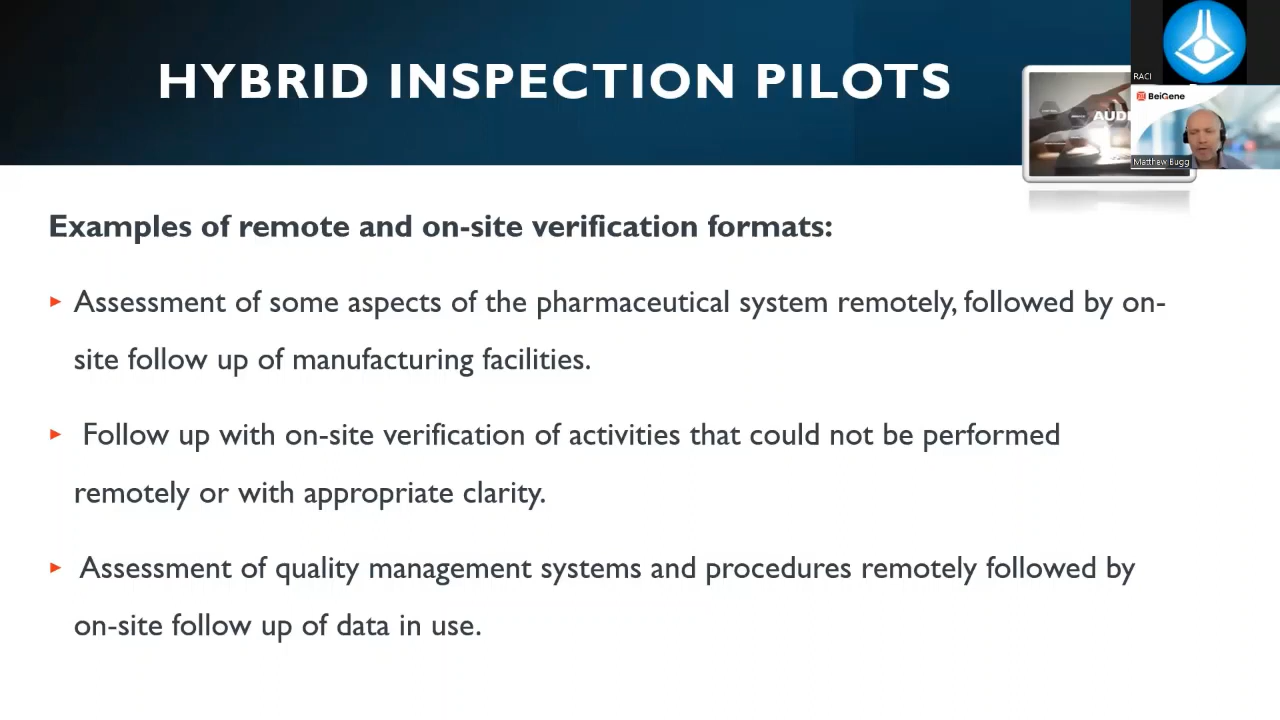 HYBRID INSPECTION PILOTS
RACI
BeiGene
AUDI
Matthew Bugg
Examples of remote and on-site verification formats:
Assessment of some aspects of the pharmaceutical system remotely, followed by on-
site follow up of manufacturing facilities.
Follow up with on-site verification of activities that could not be performed
remotely or with appropriate clarity.
Assessment of quality management systems and procedures remotely followed by
on-site follow up of data in use.